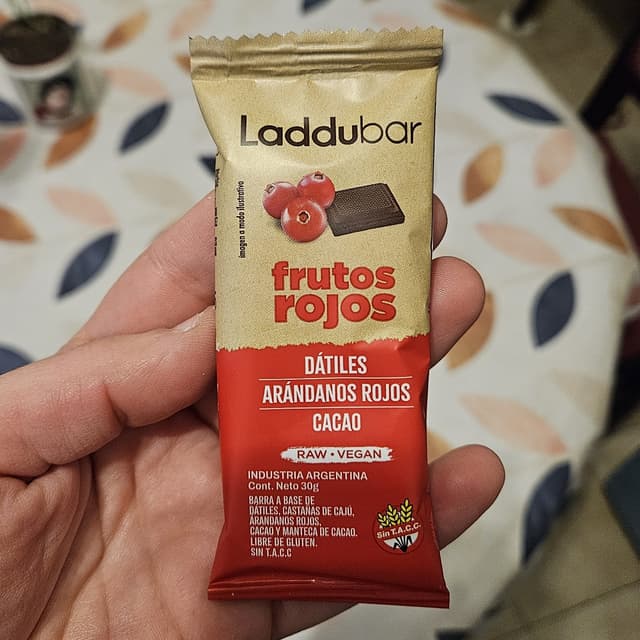 Laddubar
imagen a modo ilustrativo
frutos
rojos
DÁTILES
ARÁNDANOS ROJOS
CACAO
RAW • VEGAN
INDUSTRIA ARGENTINA
Cont. Neto 30g
BARRA A BASE DE
DÁTILES, CASTAÑAS DE CAJÚ,
ARÁNDANOS ROJOS,
CACAO Y MANTECA DE CACAO.
LIBRE DE GLUTEN.
SIN T.A.C.C
Sin T.A.C.C.